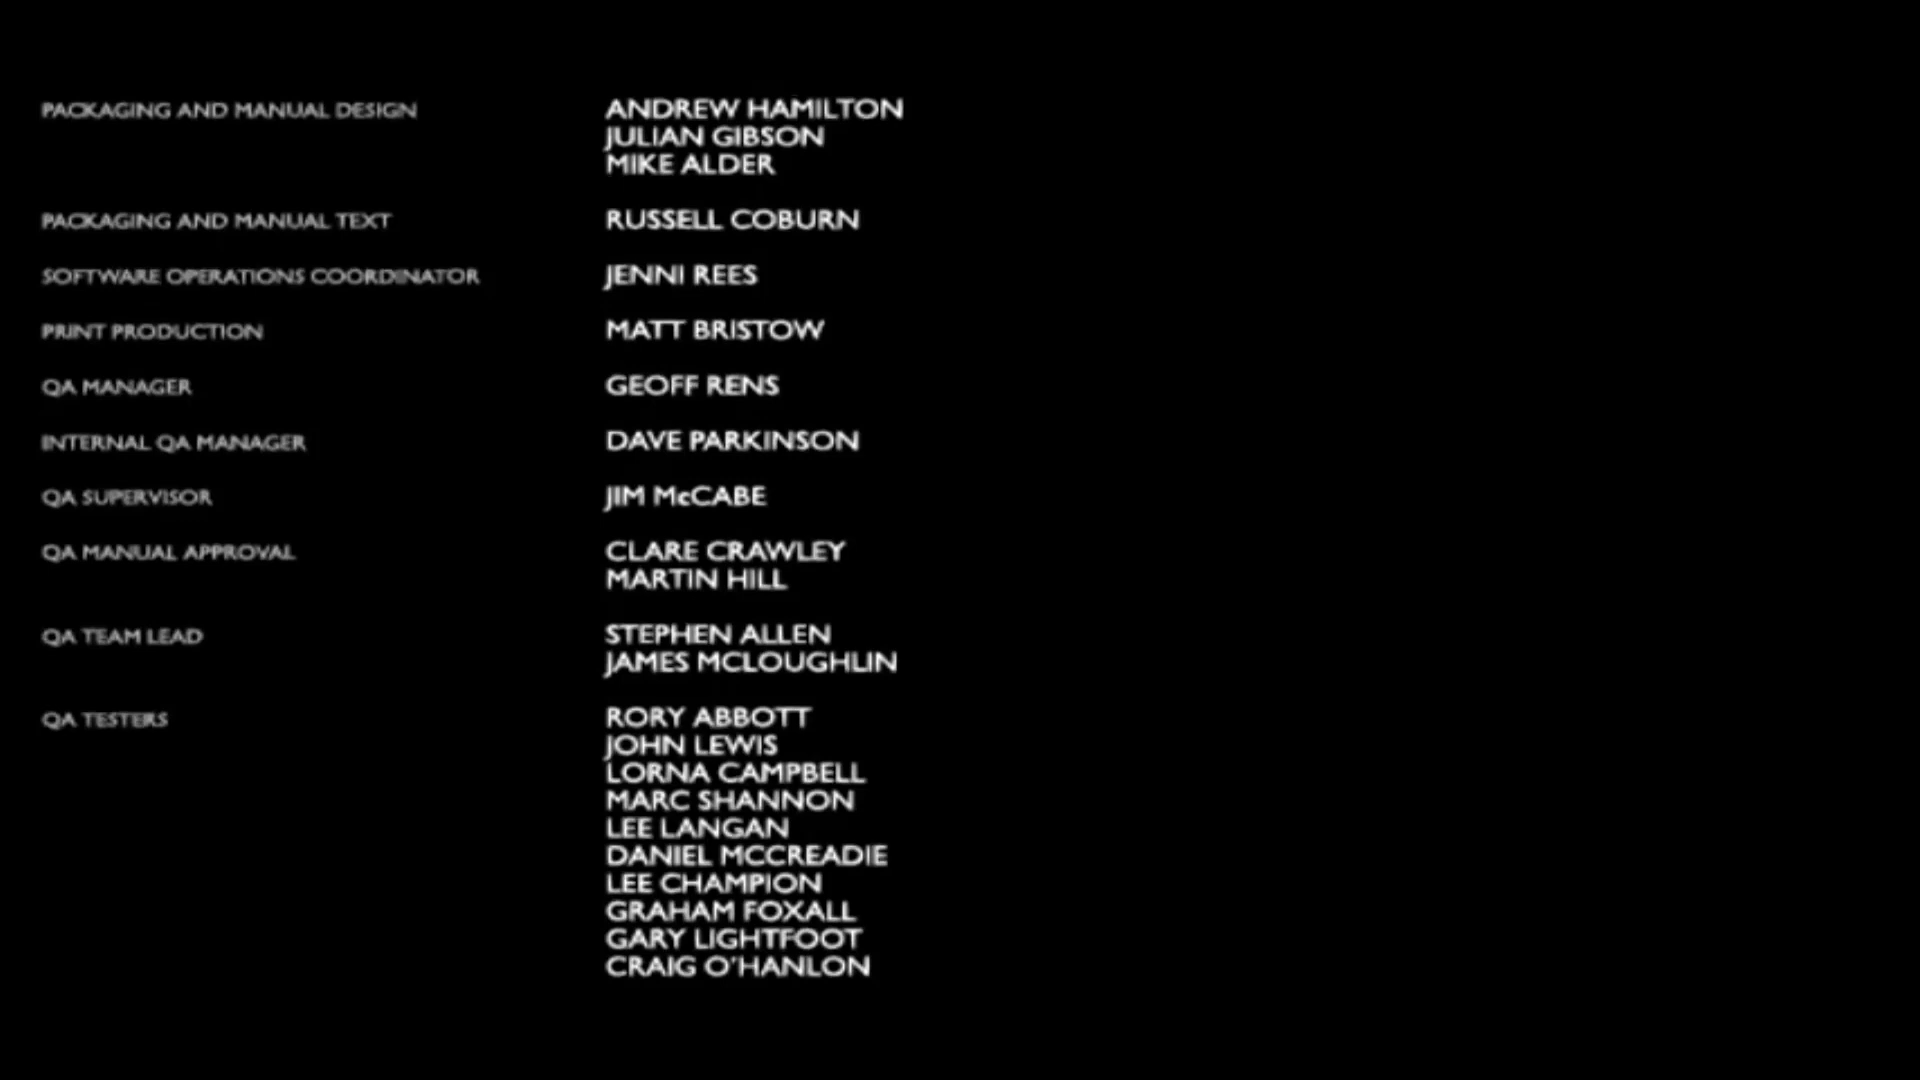 PACKAGING AND MANUAL DESIGN ANDREW HAMILTON
JULIAN GIBSON
MIKE ALDER
PACKAGING AND MANUAL TEXT RUSSELL COBURN
SOFTWARE OPERATIONS COORDINATOR JENNI REES
PRINT PRODUCTION MATT BRISTOW
QA MANAGER GEOFF RENS
INTERNAL QA MANAGER DAVE PARKINSON
QA SUPERVISOR JIM McCABE
QA MANUAL APPROVAL CLARE CRAWLEY
MARTIN HILL
QA TEAM LEAD STEPHEN ALLEN
JAMES MCLOUGHLIN
QA TESTERS RORY ABBOTT
JOHN LEWIS
LORNA CAMPBELL
MARC SHANNON
LEE LANGAN
DANIEL MCCREADIE
LEE CHAMPION
GRAHAM FOXALL
GARY LIGHTFOOT
CRAIG O'HANLON